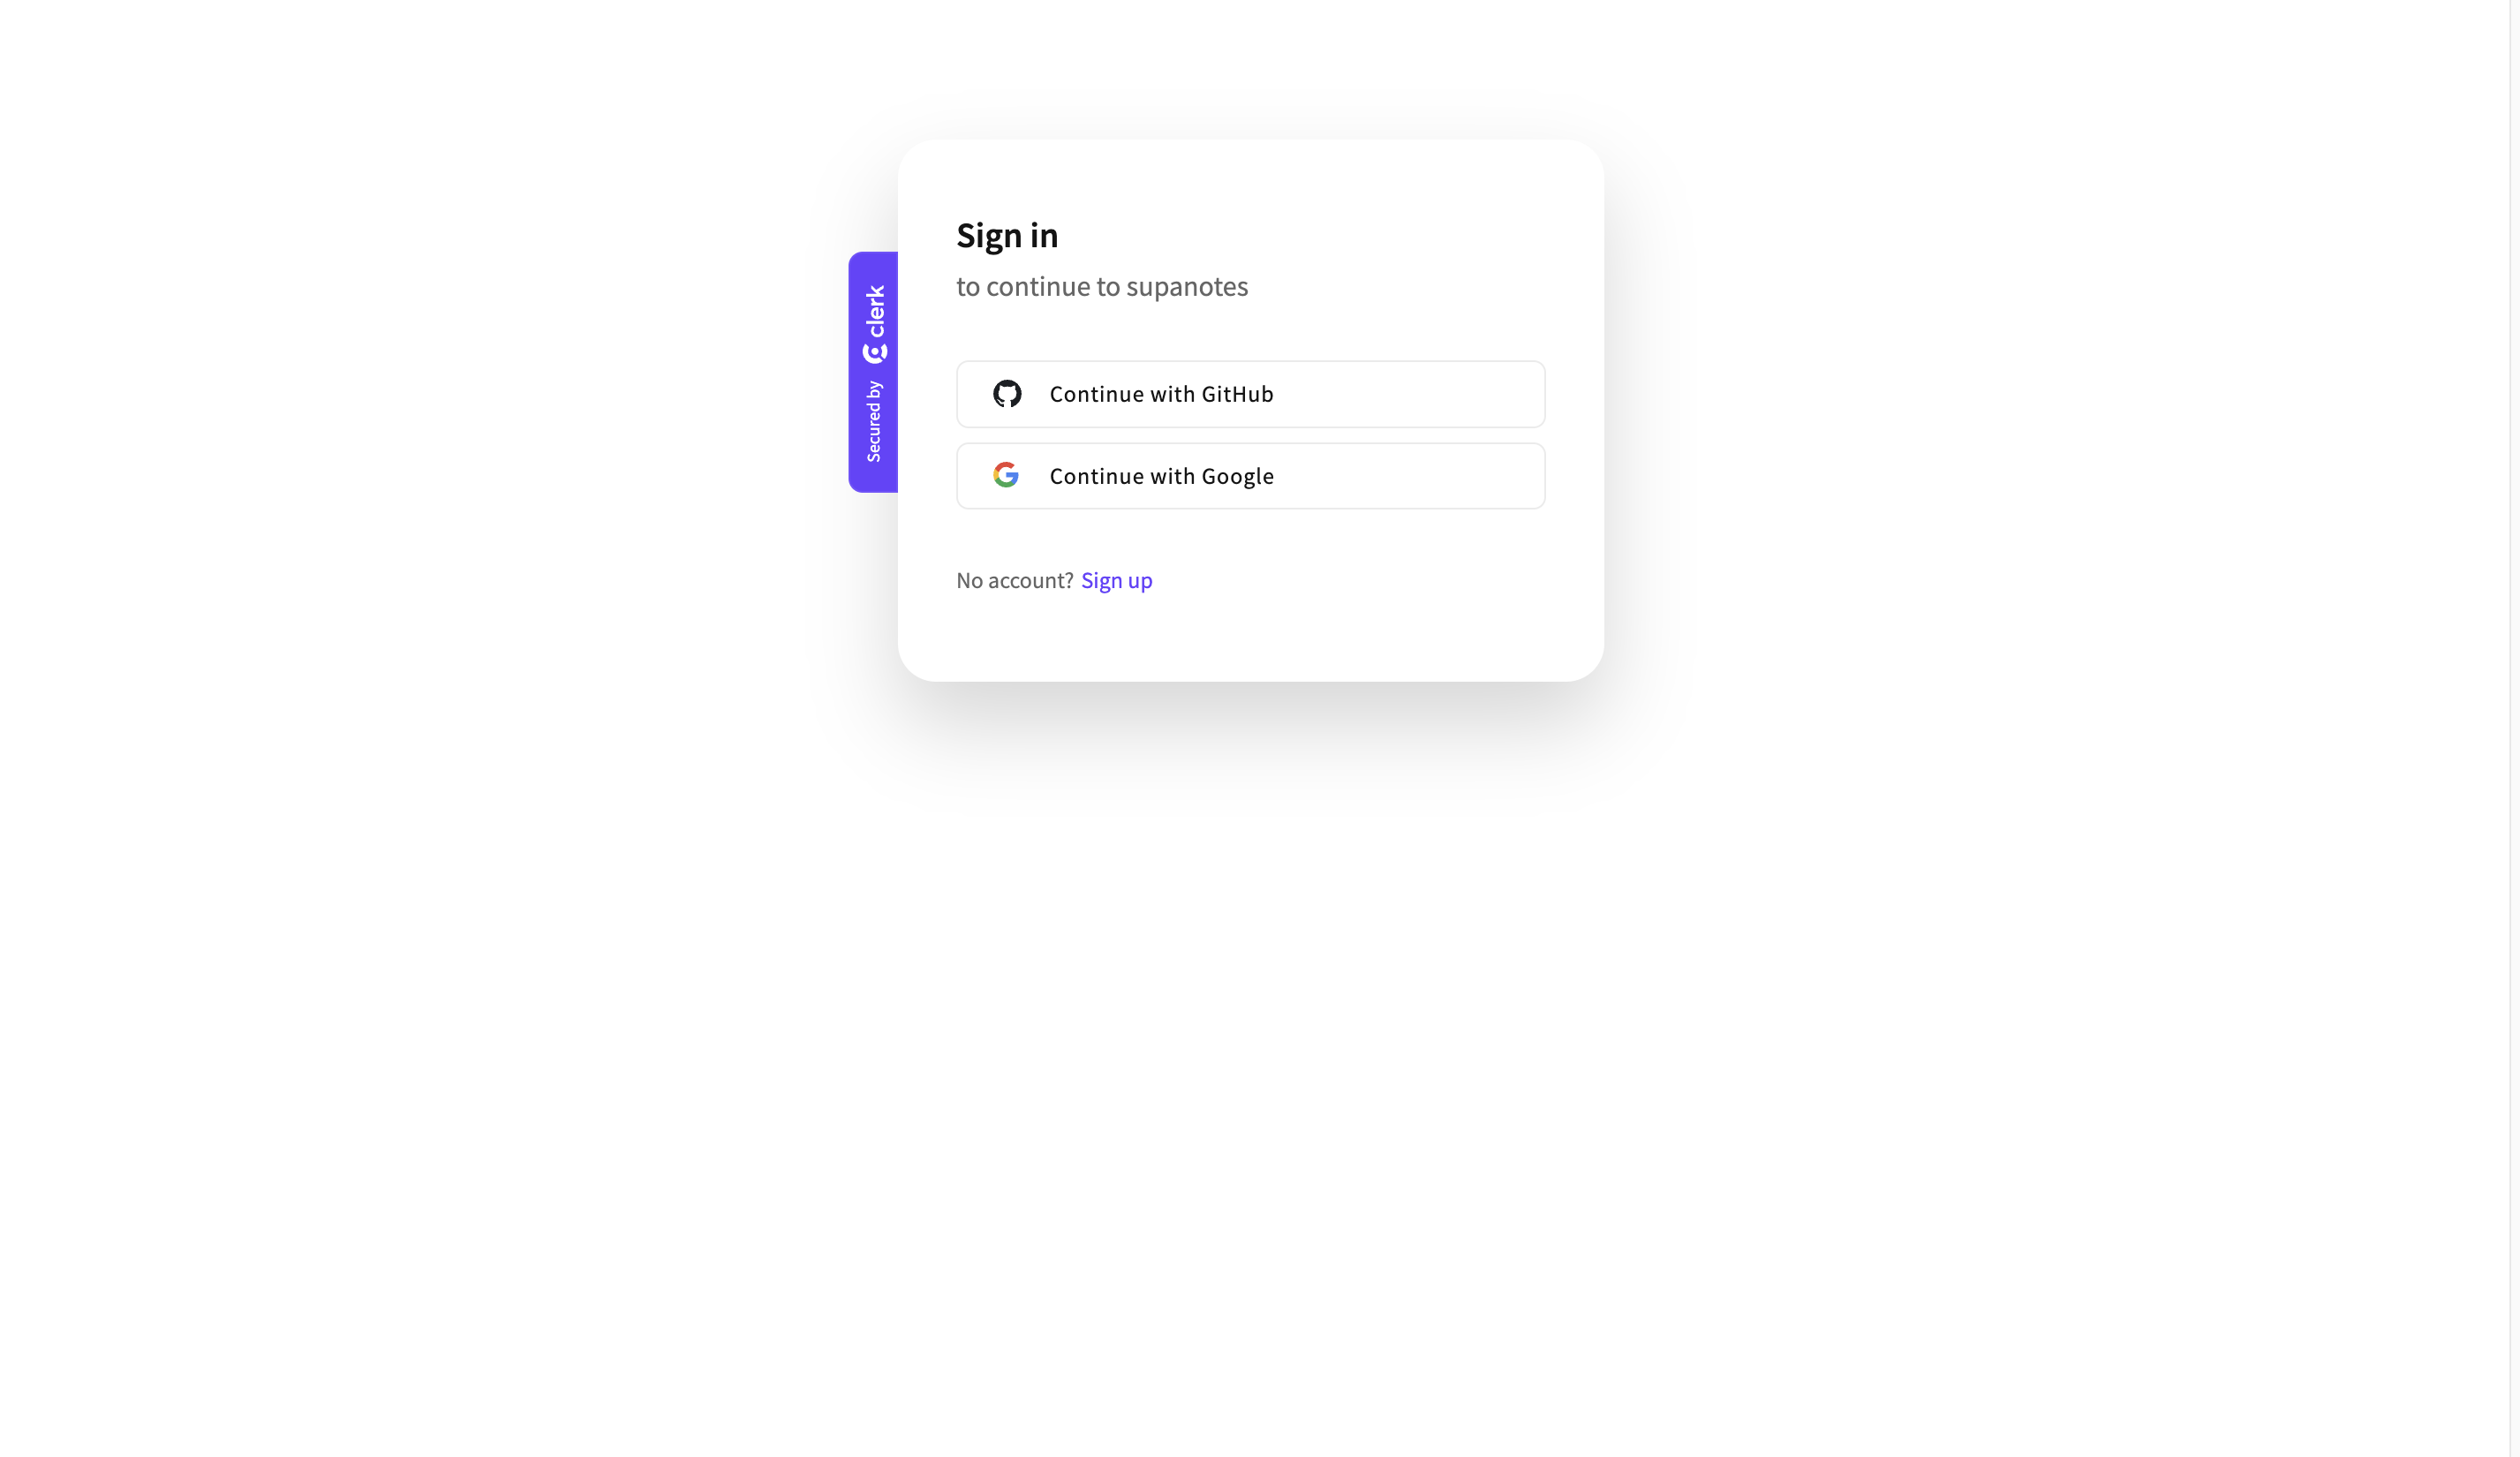 Sign in
to continue to supanotes
Secured by clerk
Continue with GitHub
Continue with Google
No account? Sign up